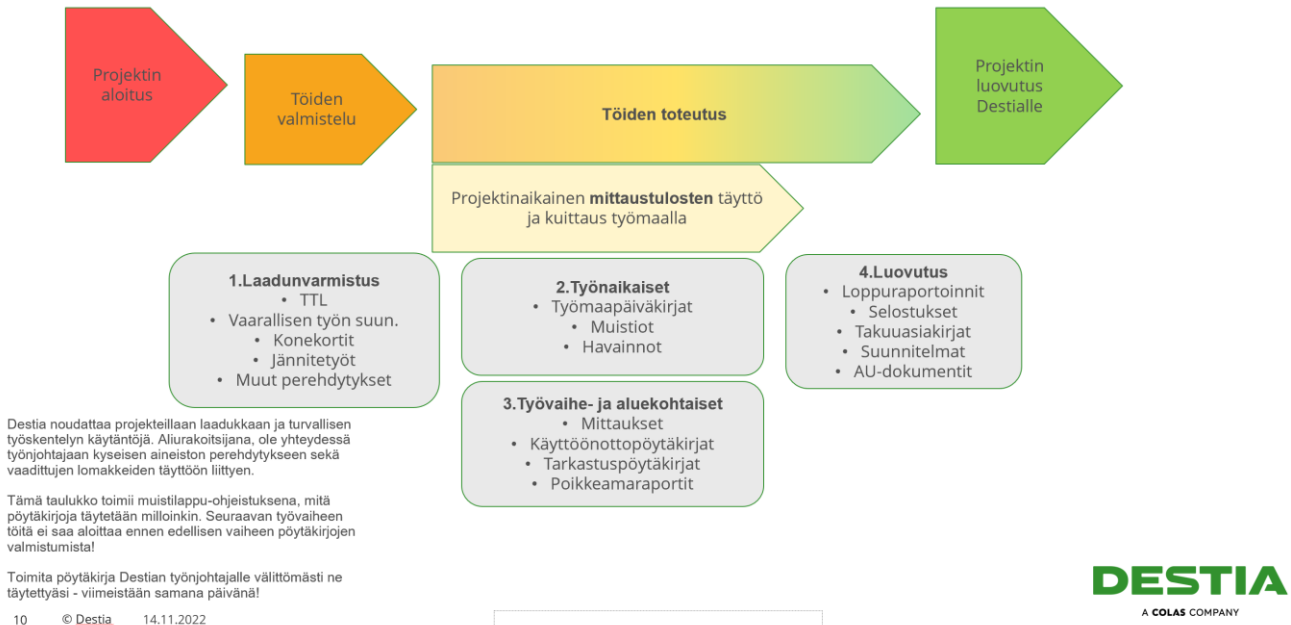 Projektin
aloitus
Töiden
valmistelu
Töiden toteutus
Projektin
luovutus
Destialle
Projektinaikainen mittaustulosten täyttö
ja kuittaus työmaalla
1.Laadunvarmistus
• TTL
• Vaarallisen työn suun.
• Konekortit
• Jännitetyöt
• Muut perehdytykset
2.Työnaikaiset
• Työmaapäiväkirjat
• Muistiot
• Havainnot
3.Työvaihe- ja aluekohtaiset
• Mittaukset
• Käyttöönottopöytäkirjat
• Tarkastuspöytäkirjat
• Poikkeamaraportit
4.Luovutus
• Loppuraportoinnit
• Selostukset
• Takuuasiakirjat
• Suunnitelmat
• AU-dokumentit
Destia noudattaa projekteillaan laadukkaan ja turvallisen
työskentelyn käytäntöjä. Aliurakoitsijana, ole yhteydessä
työnjohtajaan kyseisen aineiston perehdytykseen sekä
vaadittujen lomakkeiden täyttöön liittyen.
Tämä taulukko toimii muistilappu-ohjeistuksena, mitä
pöytäkirjoja täytetään milloinkin. Seuraavan työvaiheen
töitä ei saa aloittaa ennen edellisen vaiheen pöytäkirjojen
valmistumista!
Toimita pöytäkirja Destian työnjohtajalle välittömästi ne
täytettyäsi - viimeistään samana päivänä!
10 © Destia 14.11.2022
DESTIA
A COLAS COMPANY